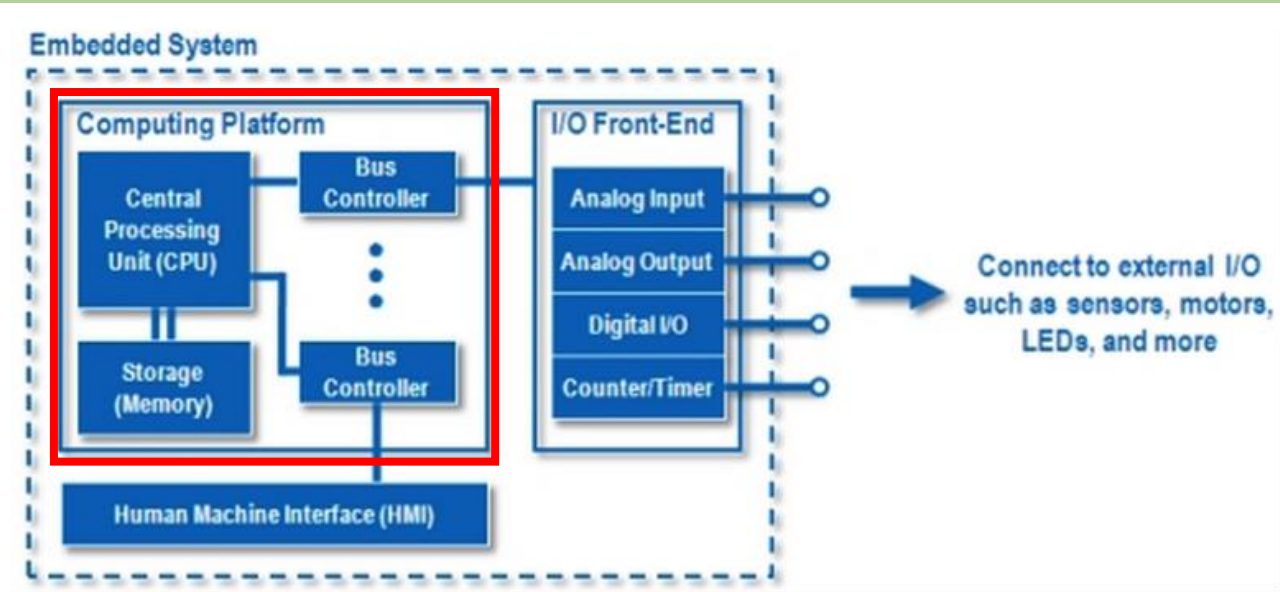 Embedded System
Computing Platform
Central
Processing
Unit (CPU)
Bus
Controller
Storage
(Memory)
Bus
Controller
Human Machine Interface (HMI)
I/O Front-End
Analog Input
Analog Output
Digital I/O
Counter/Timer
Connect to external I/O
such as sensors, motors,
LEDs, and more